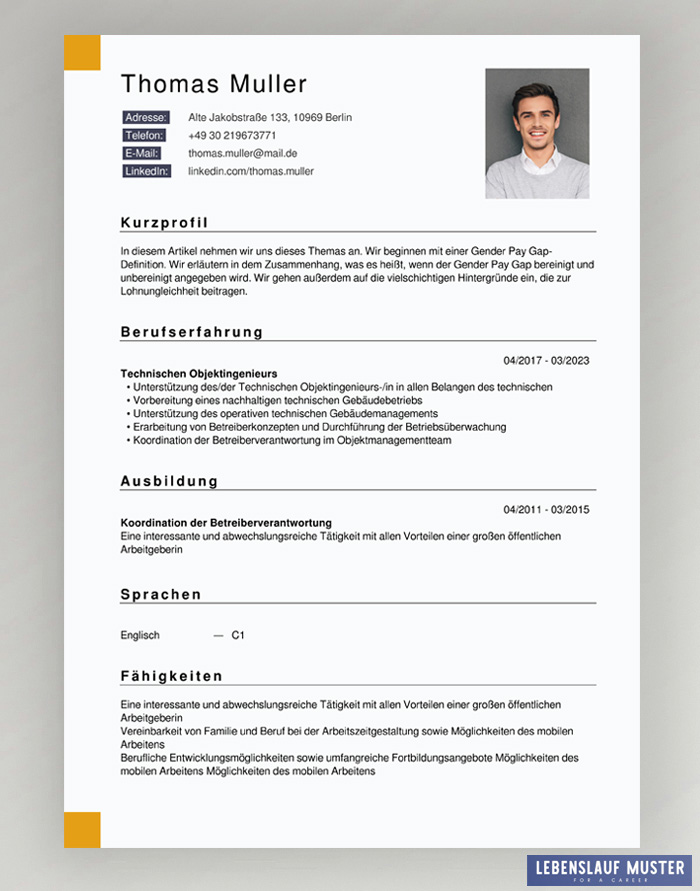 Thomas Muller
Adresse: Alte Jakobstraße 133, 10969 Berlin
Telefon: +49 30 219673771
E-Mail: thomas.muller@mail.de
LinkedIn: linkedin.com/thomas.muller
Kurzprofil
In diesem Artikel nehmen wir uns dieses Themas an. Wir beginnen mit einer Gender Pay Gap-
Definition. Wir erläutern in dem Zusammenhang, was es heißt, wenn der Gender Pay Gap bereinigt und
unbereinigt angegeben wird. Wir gehen außerdem auf die vielschichtigen Hintergründe ein, die zur
Lohnungleichheit beitragen.
Berufserfahrung
04/2017 - 03/2023
Technischen Objektingenieurs
• Unterstützung des/der Technischen Objektingenieurs-/in in allen Belangen des technischen
• Vorbereitung eines nachhaltigen technischen Gebäudebetriebs
• Unterstützung des operativen technischen Gebäudemanagements
• Erarbeitung von Betreiberkonzepten und Durchführung der Betriebsüberwachung
• Koordination der Betreiberverantwortung im Objektmanagementteam
Ausbildung
04/2011 - 03/2015
Koordination der Betreiberverantwortung
Eine interessante und abwechslungsreiche Tätigkeit mit allen Vorteilen einer großen öffentlichen
Arbeitgeberin
Sprachen
Englisch — C1
Fähigkeiten
Eine interessante und abwechslungsreiche Tätigkeit mit allen Vorteilen einer großen öffentlichen
Arbeitgeberin
Vereinbarkeit von Familie und Beruf bei der Arbeitszeitgestaltung sowie Möglichkeiten des mobilen
Arbeitens
Berufliche Entwicklungsmöglichkeiten sowie umfangreiche Fortbildungsangebote Möglichkeiten des
mobilen Arbeitens Möglichkeiten des mobilen Arbeitens
LEBENSLAUF MUSTER
FOR A CAREER